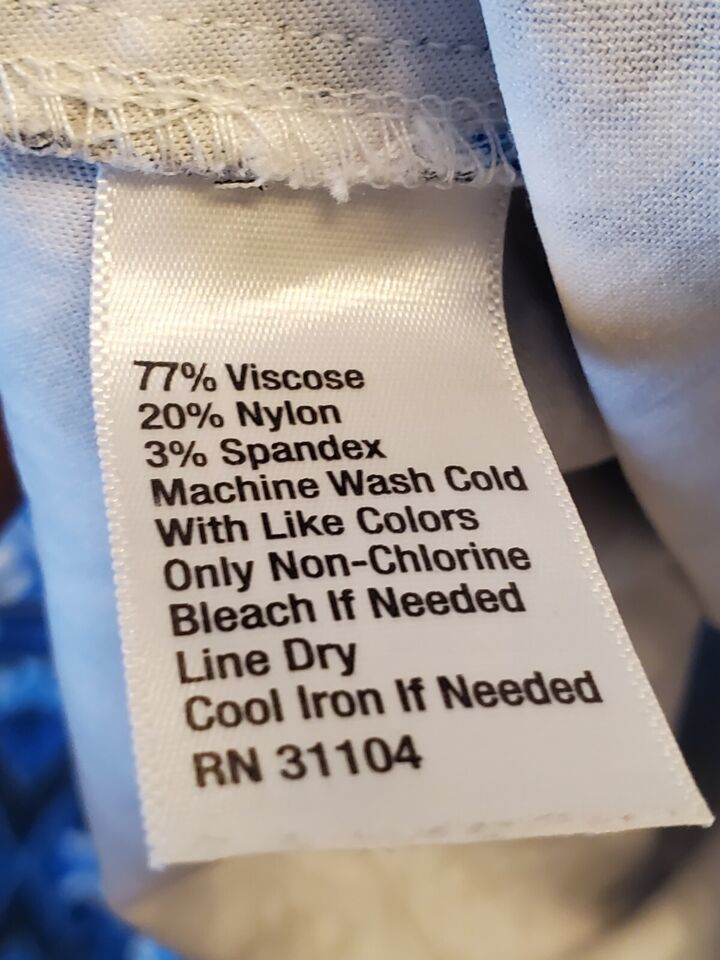 77% Viscose
20% Nylon
3% Spandex
Machine Wash Cold
With Like Colors
Only Non-Chlorine
Bleach If Needed
Line Dry
Cool Iron If Needed
RN 31104